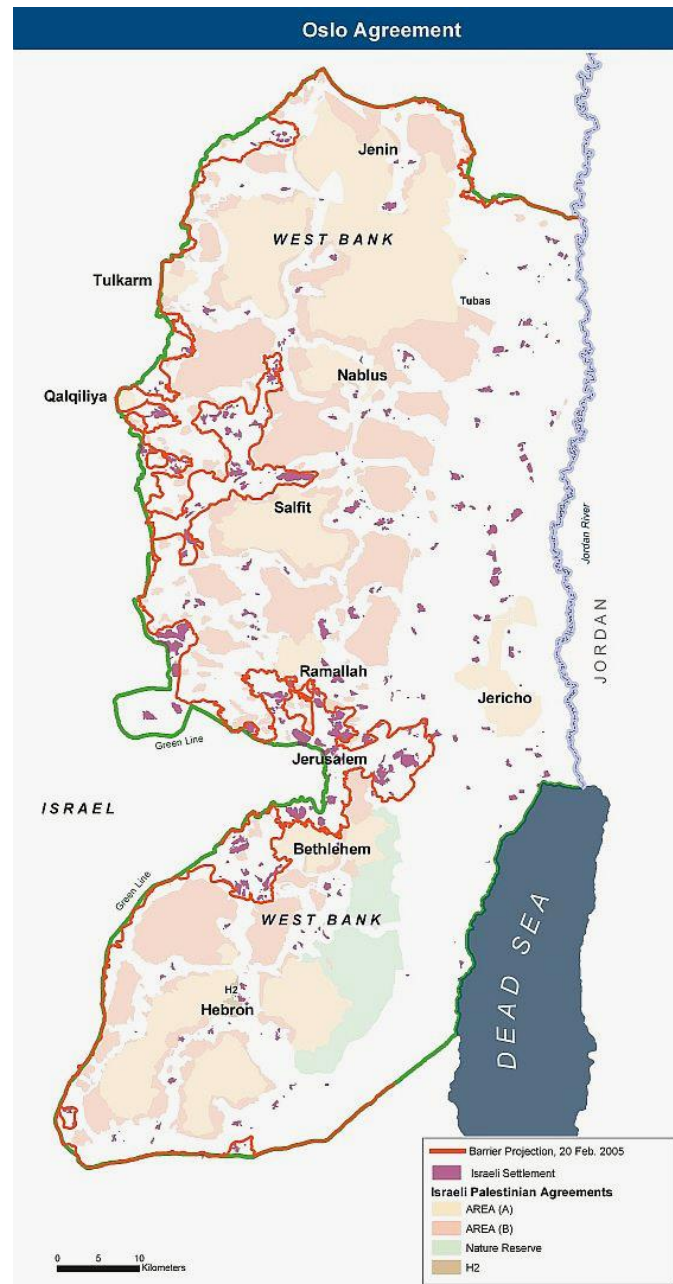 Oslo Agreement
Jenin
WEST BANK
Tulkarm
Tubas
Nablus
Qalqiliya
Salfit
Jordan River
JORDAN
Ramallah
Jericho
Green Line
Jerusalem
ISRAEL
Bethlehem
Green Line
WEST BANK
DEAD SEA
H2
Hebron
Barrier Projection, 20 Feb. 2005
Israeli Settlement
Israeli Palestinian Agreements
AREA (A)
AREA (B)
Nature Reserve
H2
0 5 10
Kilometers